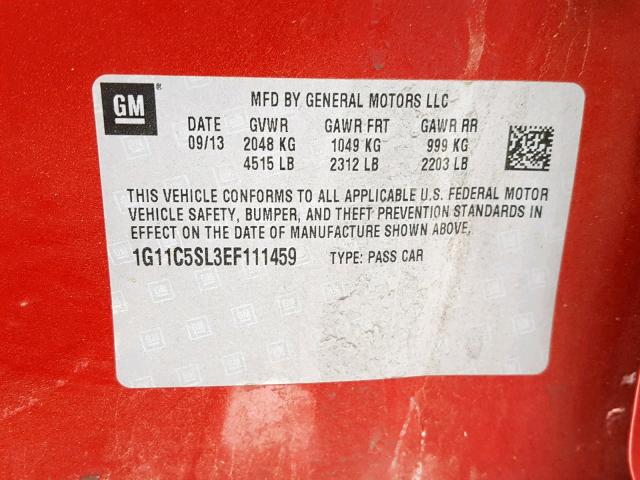 GM ®
MFD BY GENERAL MOTORS LLC
DATE GVWR GAWR FRT GAWR RR
09/13 2048 KG 1049 KG 999 KG
4515 LB 2312 LB 2203 LB
THIS VEHICLE CONFORMS TO ALL APPLICABLE U.S. FEDERAL MOTOR
VEHICLE SAFETY, BUMPER, AND THEFT PREVENTION STANDARDS IN
EFFECT ON THE DATE OF MANUFACTURE SHOWN ABOVE.
1G11C5SL3EF111459 TYPE: PASS CAR